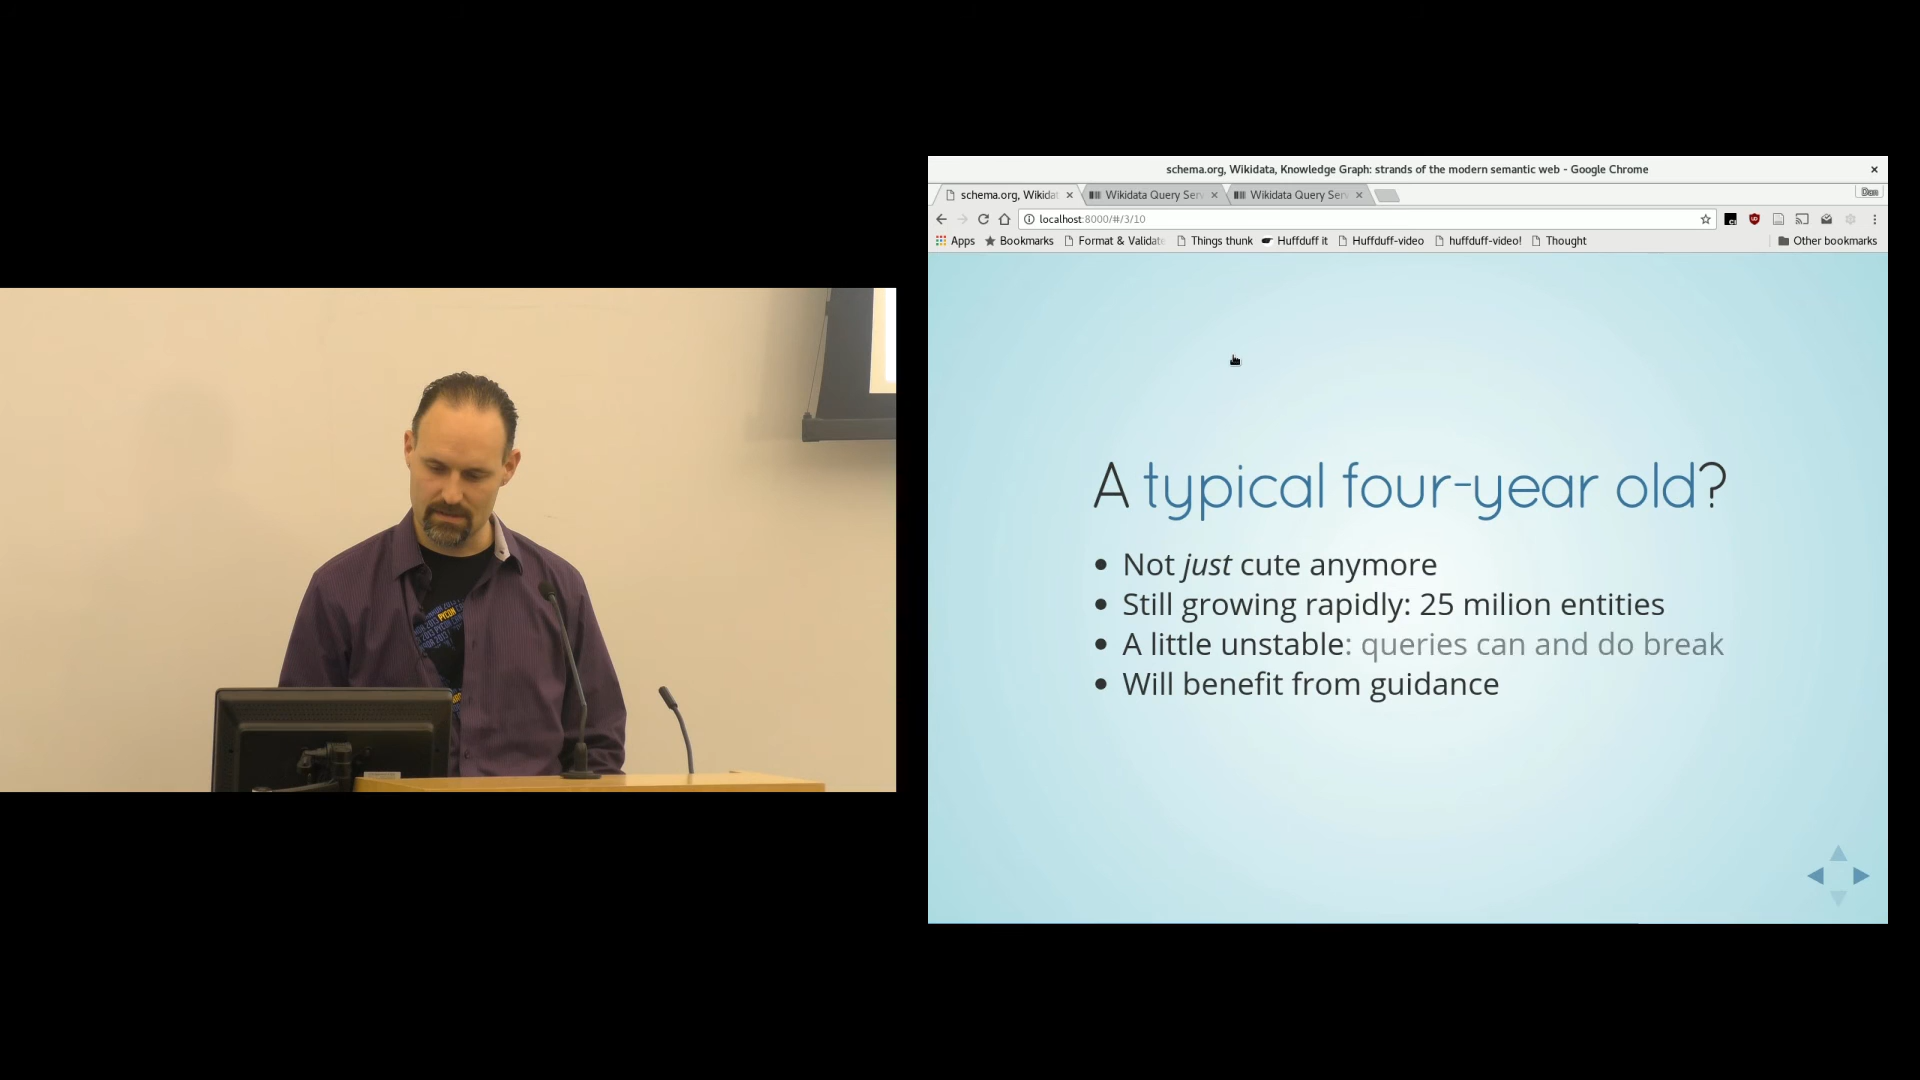 schema.org, Wikidata, Knowledge Graph: strands of the modern semantic web - Google Chrome
schema.org, Wikidat
Wikidata Query Serv
Wikidata Query Serv
Dan
localhost:8000/#/3/10
Apps
Bookmarks
Format & Validate
Things thunk
Huffduff it
Huffduff-video
huffduff-video!
Thought
Other bookmarks
A typical four-year old?
Not just cute anymore
Still growing rapidly: 25 milion entities
A little unstable: queries can and do break
Will benefit from guidance
PYCON